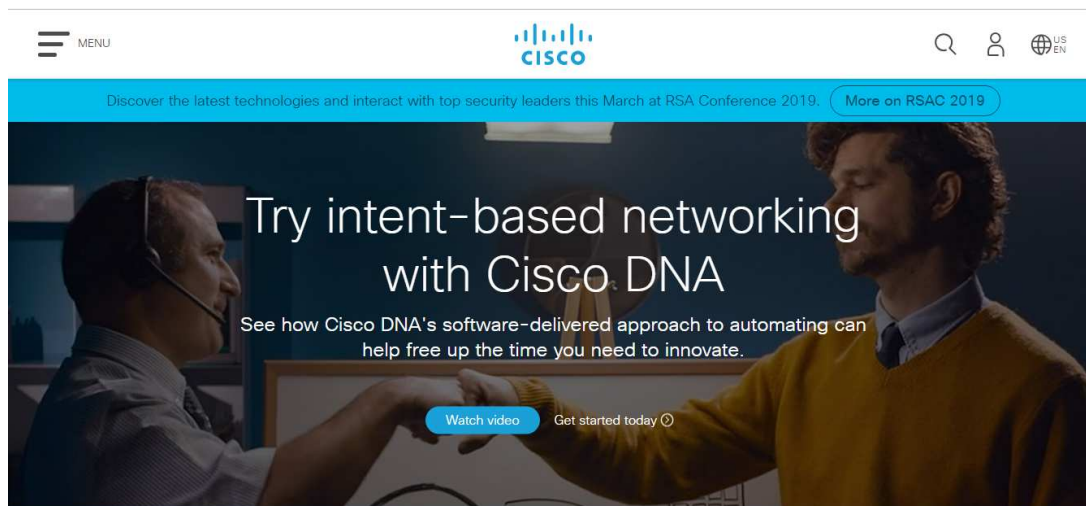 MENU
CISCO
US
EN
Discover the latest technologies and interact with top security leaders this March at RSA Conference 2019. More on RSAC 2019
Try intent-based networking
with Cisco DNA
See how Cisco DNA's software-delivered approach to automating can
help free up the time you need to innovate.
Watch video Get started today